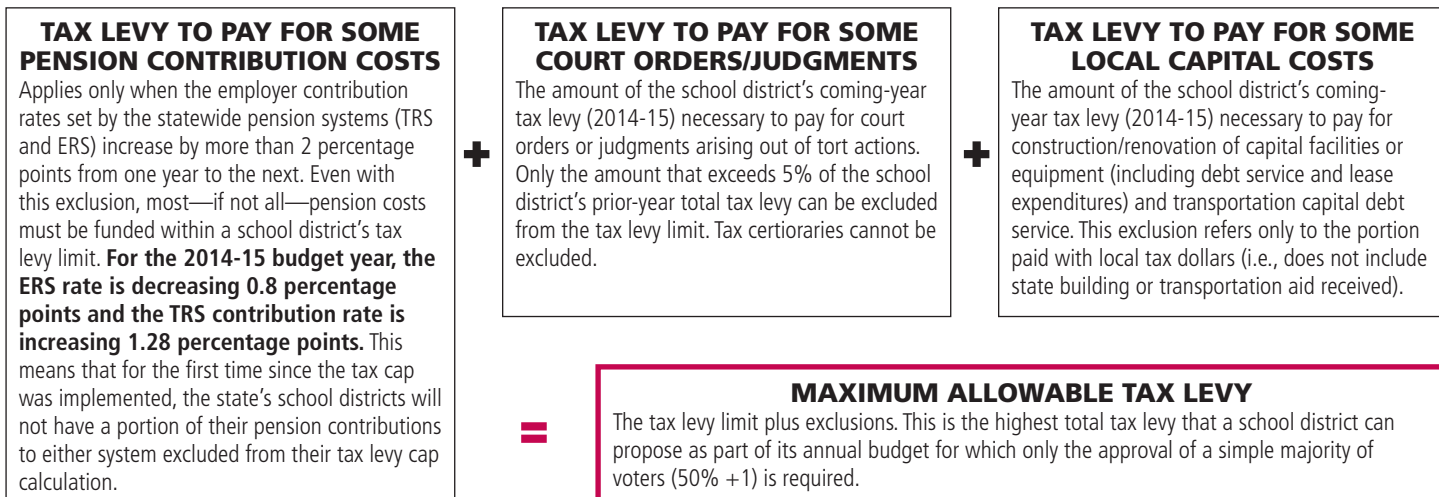 TAX LEVY TO PAY FOR SOME
PENSION CONTRIBUTION COSTS
Applies only when the employer contribution
rates set by the statewide pension systems (TRS
and ERS) increase by more than 2 percentage
points from one year to the next. Even with
this exclusion, most—if not all—pension costs
must be funded within a school district's tax
levy limit. For the 2014-15 budget year, the
ERS rate is decreasing 0.8 percentage
points and the TRS contribution rate is
increasing 1.28 percentage points. This
means that for the first time since the tax cap
was implemented, the state's school districts will
not have a portion of their pension contributions
to either system excluded from their tax levy cap
calculation.
+
TAX LEVY TO PAY FOR SOME
COURT ORDERS/JUDGMENTS
The amount of the school district's coming-year
tax levy (2014-15) necessary to pay for court
orders or judgments arising out of tort actions.
Only the amount that exceeds 5% of the school
district's prior-year total tax levy can be excluded
from the tax levy limit. Tax certioraries cannot be
excluded.
+
TAX LEVY TO PAY FOR SOME
LOCAL CAPITAL COSTS
The amount of the school district's coming-
year tax levy (2014-15) necessary to pay for
construction/renovation of capital facilities or
equipment (including debt service and lease
expenditures) and transportation capital debt
service. This exclusion refers only to the portion
paid with local tax dollars (i.e., does not include
state building or transportation aid received).
=
MAXIMUM ALLOWABLE TAX LEVY
The tax levy limit plus exclusions. This is the highest total tax levy that a school district can
propose as part of its annual budget for which only the approval of a simple majority of
voters (50% +1) is required.